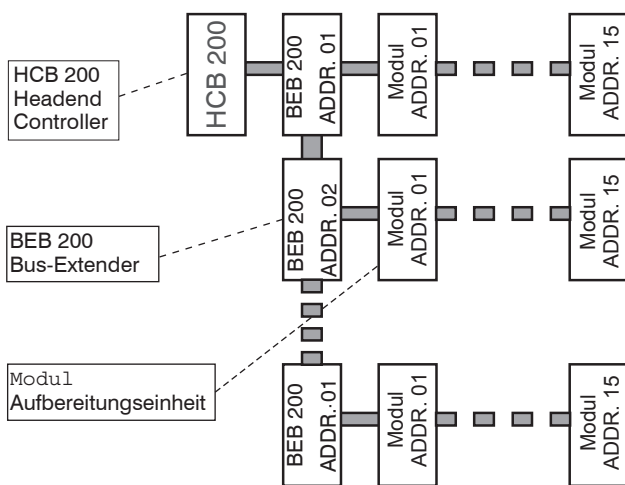 HCB 200
Headend
Controller
HCB 200
BEB 200
ADDR. 01
Modul
ADDR. 01
Modul
ADDR. 15
BEB 200
Bus-Extender
BEB 200
ADDR. 02
Modul
ADDR. 01
Modul
ADDR. 15
Modul
Aufbereitungseinheit
BEB 200
ADDR. 01
Modul
ADDR. 01
Modul
ADDR. 15